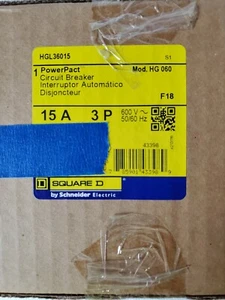 HGL36015
1 PowerPact Mod. HG 060
Circuit Breaker
Interruptor Automático
Disjoncteur F18
15 A 3 P 600 V ~
50/60 Hz
43398
SQUARE D
by Schneider Electric